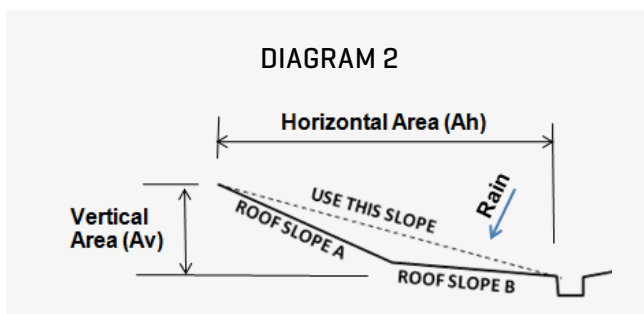 DIAGRAM 2
Horizontal Area (Ah)
Rain
USE THIS SLOPE
Vertical
Area (Av)
ROOF SLOPE A
ROOF SLOPE B